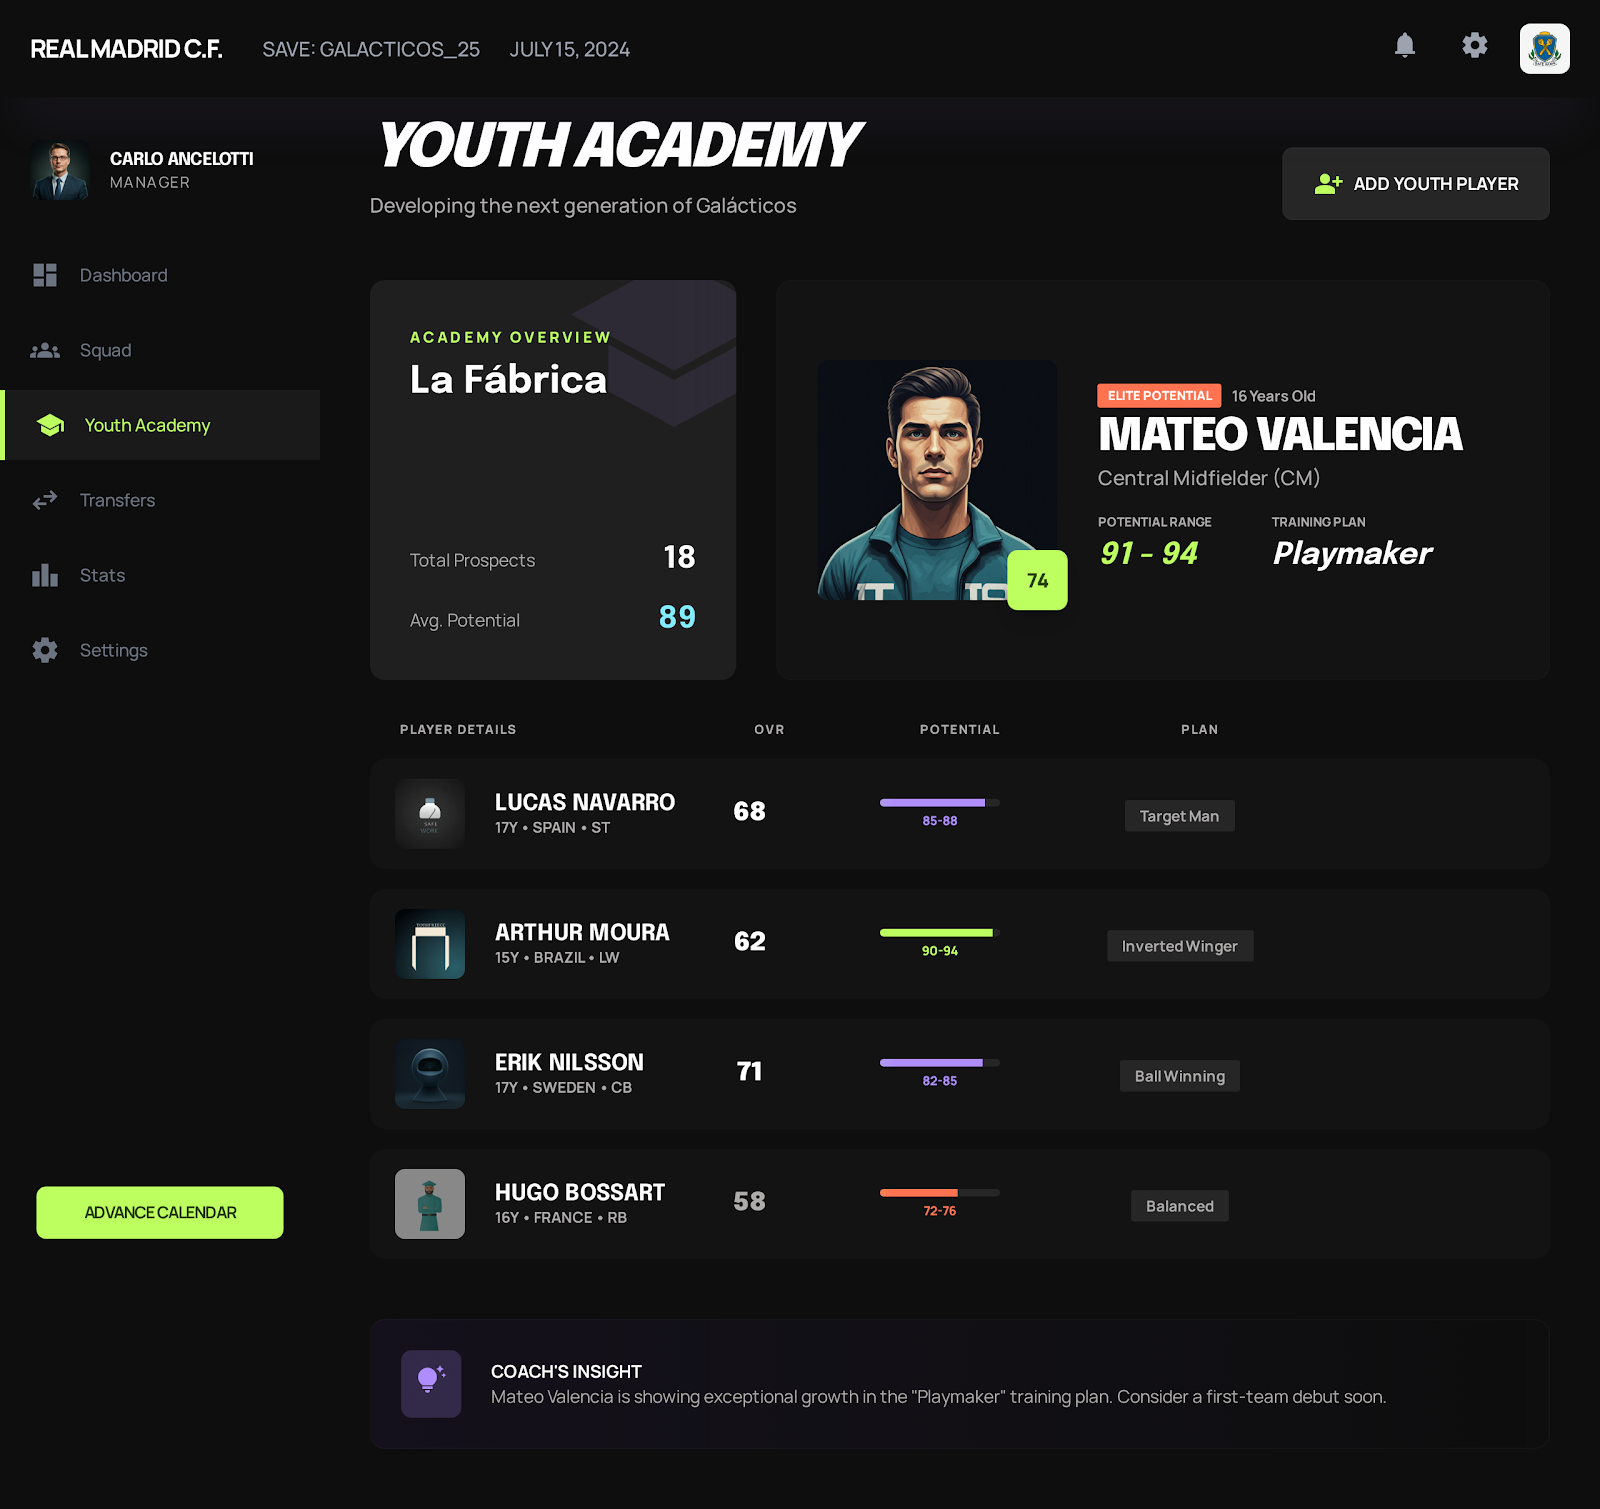 REAL MADRID C.F.
SAVE: GALACTICOS_25
JULY 15, 2024
CARLO ANCELOTTI
MANAGER
Dashboard
Squad
Youth Academy
Transfers
Stats
Settings
ADVANCE CALENDAR
YOUTH ACADEMY
Developing the next generation of Galácticos
ADD YOUTH PLAYER
ACADEMY OVERVIEW
La Fábrica
Total Prospects 18
Avg. Potential 89
74
ELITE POTENTIAL 16 Years Old
MATEO VALENCIA
Central Midfielder (CM)
POTENTIAL RANGE TRAINING PLAN
91 - 94 Playmaker
PLAYER DETAILS OVR POTENTIAL PLAN
LUCAS NAVARRO
17Y • SPAIN • ST
68
85-88
Target Man
ARTHUR MOURA
15Y • BRAZIL • LW
62
90-94
Inverted Winger
ERIK NILSSON
17Y • SWEDEN • CB
71
82-85
Ball Winning
HUGO BOSSART
16Y • FRANCE • RB
58
72-76
Balanced
COACH'S INSIGHT
Mateo Valencia is showing exceptional growth in the "Playmaker" training plan. Consider a first-team debut soon.